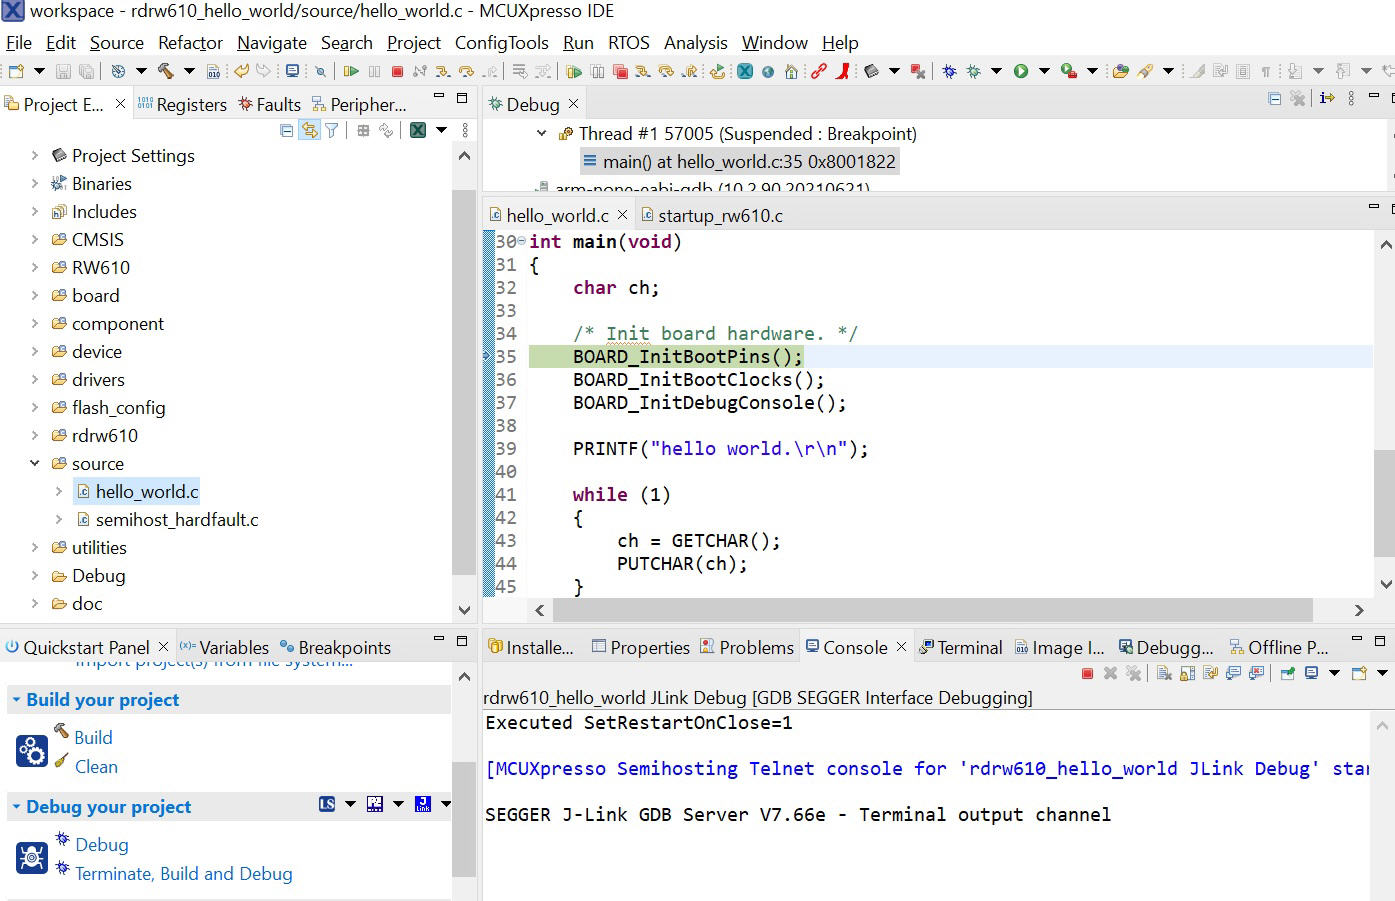 workspace - rdrw610_hello_world/source/hello_world.c - MCUXpresso IDE
File Edit Source Refactor Navigate Search Project ConfigTools Run RTOS Analysis Window Help
Project E... Registers Faults Peripher...
Project Settings
Binaries
Includes
CMSIS
RW610
board
component
device
drivers
flash_config
rdrw610
source
hello_world.c
semihost_hardfault.c
utilities
Debug
doc
Debug
Thread #1 57005 (Suspended : Breakpoint)
main() at hello_world.c:35 0x8001822
arm-none-eabi-gdb (10.2.90.20210621)
hello_world.c startup_rw610.c
30 int main(void)
31 {
32     char ch;
33
34     /* Init board hardware. */
35     BOARD_InitBootPins();
36     BOARD_InitBootClocks();
37     BOARD_InitDebugConsole();
38
39     PRINTF("hello world.\r\n");
40
41     while (1)
42     {
43         ch = GETCHAR();
44         PUTCHAR(ch);
45     }
Quickstart Panel (x)= Variables Breakpoints
Import project(s) from file system...
Build your project
Build
Clean
Debug your project LS J Link
Debug
Terminate, Build and Debug
Installe... Properties Problems Console Terminal Image I... Debugg... Offline P...
rdrw610_hello_world JLink Debug [GDB SEGGER Interface Debugging]
Executed SetRestartOnClose=1
[MCUXpresso Semihosting Telnet console for 'rdrw610_hello_world JLink Debug' star
SEGGER J-Link GDB Server V7.66e - Terminal output channel